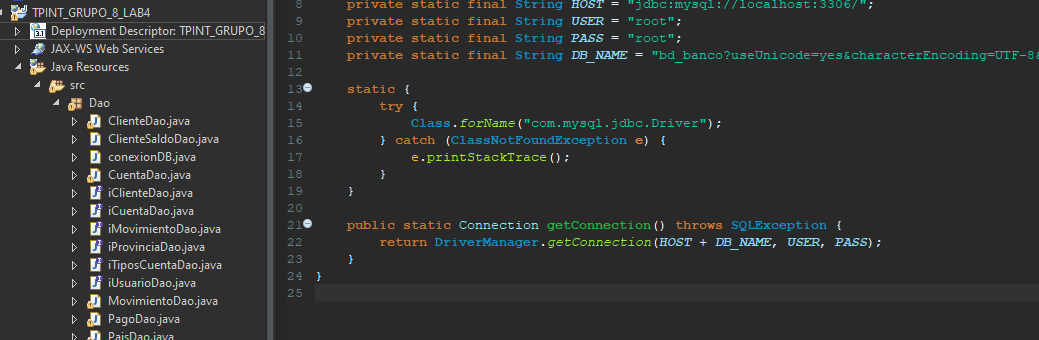 TPINT_GRUPO_8_LAB4
Deployment Descriptor: TPINT_GRUPO_8
JAX-WS Web Services
Java Resources
src
Dao
ClienteDao.java
ClienteSaldoDao.java
conexionDB.java
CuentaDao.java
iClienteDao.java
iCuentaDao.java
iMovimientoDao.java
iProvinciaDao.java
iTiposCuentaDao.java
iUsuarioDao.java
MovimientoDao.java
PagoDao.java
PaisDao.java
8 private static final String HOST = "jdbc:mysql://localhost:3306/";
9 private static final String USER = "root";
10 private static final String PASS = "root";
11 private static final String DB_NAME = "bd_banco?useUnicode=yes&characterEncoding=UTF-8&
12
13 static {
14 try {
15 Class.forName("com.mysql.jdbc.Driver");
16 } catch (ClassNotFoundException e) {
17 e.printStackTrace();
18 }
19 }
20
21 public static Connection getConnection() throws SQLException {
22 return DriverManager.getConnection(HOST + DB_NAME, USER, PASS);
23 }
24 }
25